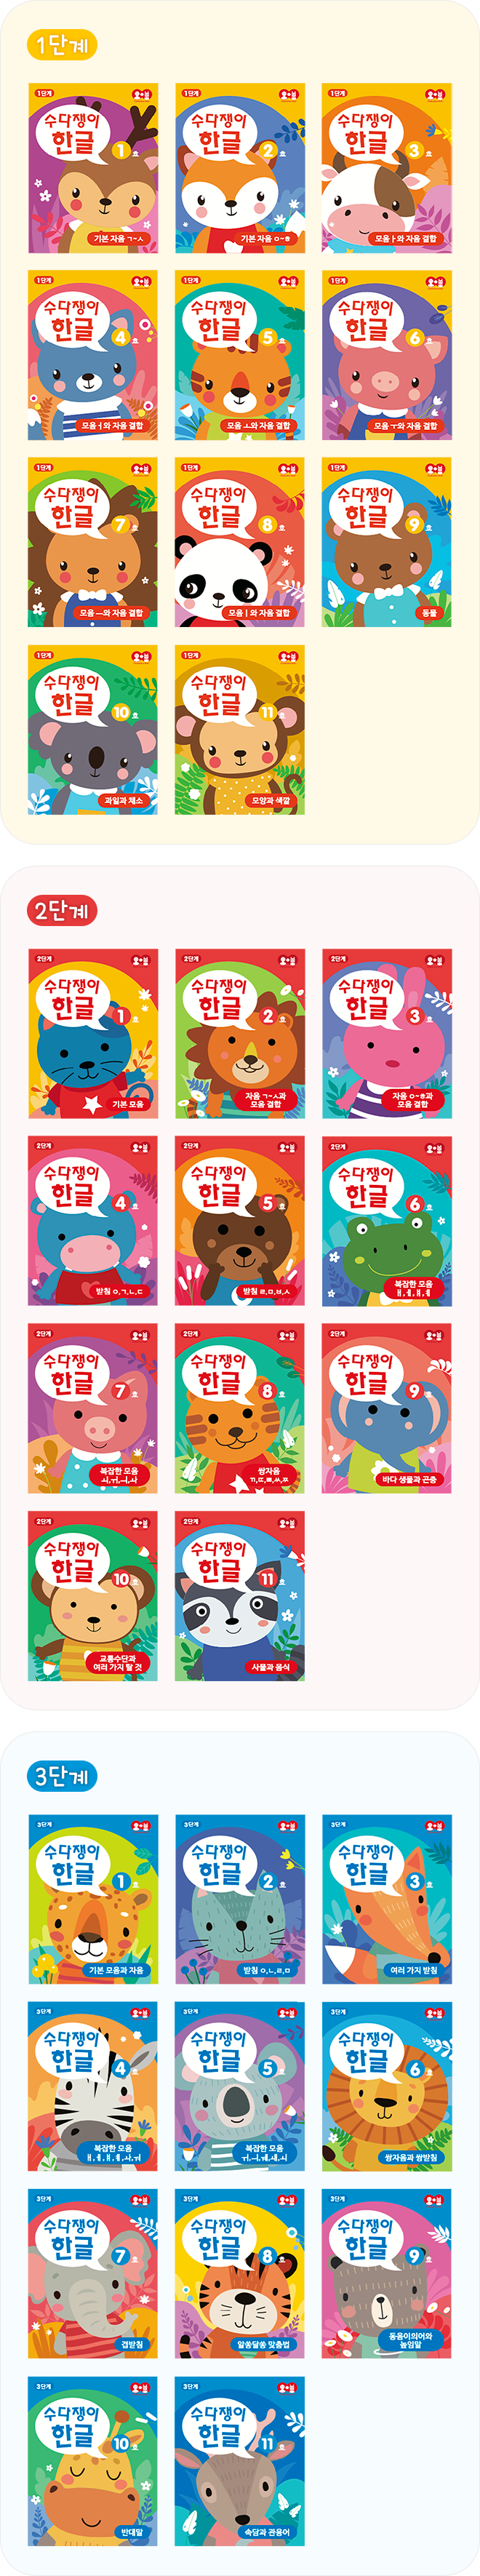 1단계
1단계
수다쟁이
한글
1호
기본 자음 ㄱ~ㅅ
1단계
수다쟁이
한글
2호
기본 자음 ㅇ~ㅎ
1단계
수다쟁이
한글
3호
모음 ㅏ와 자음 결합
1단계
수다쟁이
한글
4호
모음 ㅓ와 자음 결합
1단계
수다쟁이
한글
5호
모음 ㅗ와 자음 결합
1단계
수다쟁이
한글
6호
모음 ㅜ와 자음 결합
1단계
수다쟁이
한글
7호
모음 ㅡ와 자음 결합
1단계
수다쟁이
한글
8호
모음 ㅣ와 자음 결합
1단계
수다쟁이
한글
9호
동물
1단계
수다쟁이
한글
10호
과일과 채소
1단계
수다쟁이
한글
11호
모양과 색깔
2단계
2단계
수다쟁이
한글
1호
기본 모음
2단계
수다쟁이
한글
2호
자음 ㄱ~ㅅ과
모음 결합
2단계
수다쟁이
한글
3호
자음 ㅇ~ㅎ과
모음 결합
2단계
수다쟁이
한글
4호
받침 ㅇ,ㄱ,ㄴ,ㄷ
2단계
수다쟁이
한글
5호
받침 ㄹ,ㅁ,ㅂ,ㅅ
2단계
수다쟁이
한글
6호
복잡한 모음
ㅐ,ㅔ,ㅒ,ㅖ
2단계
수다쟁이
한글
7호
복잡한 모음
ㅚ,ㅟ,ㅢ,ㅘ
2단계
수다쟁이
한글
8호
쌍자음
ㄲ,ㄸ,ㅃ,ㅆ,ㅉ
2단계
수다쟁이
한글
9호
바다 생물과 곤충
2단계
수다쟁이
한글
10호
교통수단과
여러 가지 탈 것
2단계
수다쟁이
한글
11호
사물과 음식
3단계
3단계
수다쟁이
한글
1호
기본 모음과 자음
3단계
수다쟁이
한글
2호
받침 ㅇ,ㄴ,ㄹ,ㅁ
3단계
수다쟁이
한글
3호
여러 가지 받침
3단계
수다쟁이
한글
4호
복잡한 모음
ㅐ,ㅔ,ㅒ,ㅖ,ㅘ,ㅝ
3단계
수다쟁이
한글
5호
복잡한 모음
ㅟ,ㅢ,ㅞ,ㅙ,ㅚ
3단계
수다쟁이
한글
6호
쌍자음과 쌍받침
3단계
수다쟁이
한글
7호
겹받침
3단계
수다쟁이
한글
8호
알쏭달쏭 맞춤법
3단계
수다쟁이
한글
9호
동음이의어와
높임말
3단계
수다쟁이
한글
10호
반대말
3단계
수다쟁이
한글
11호
속담과 관용어